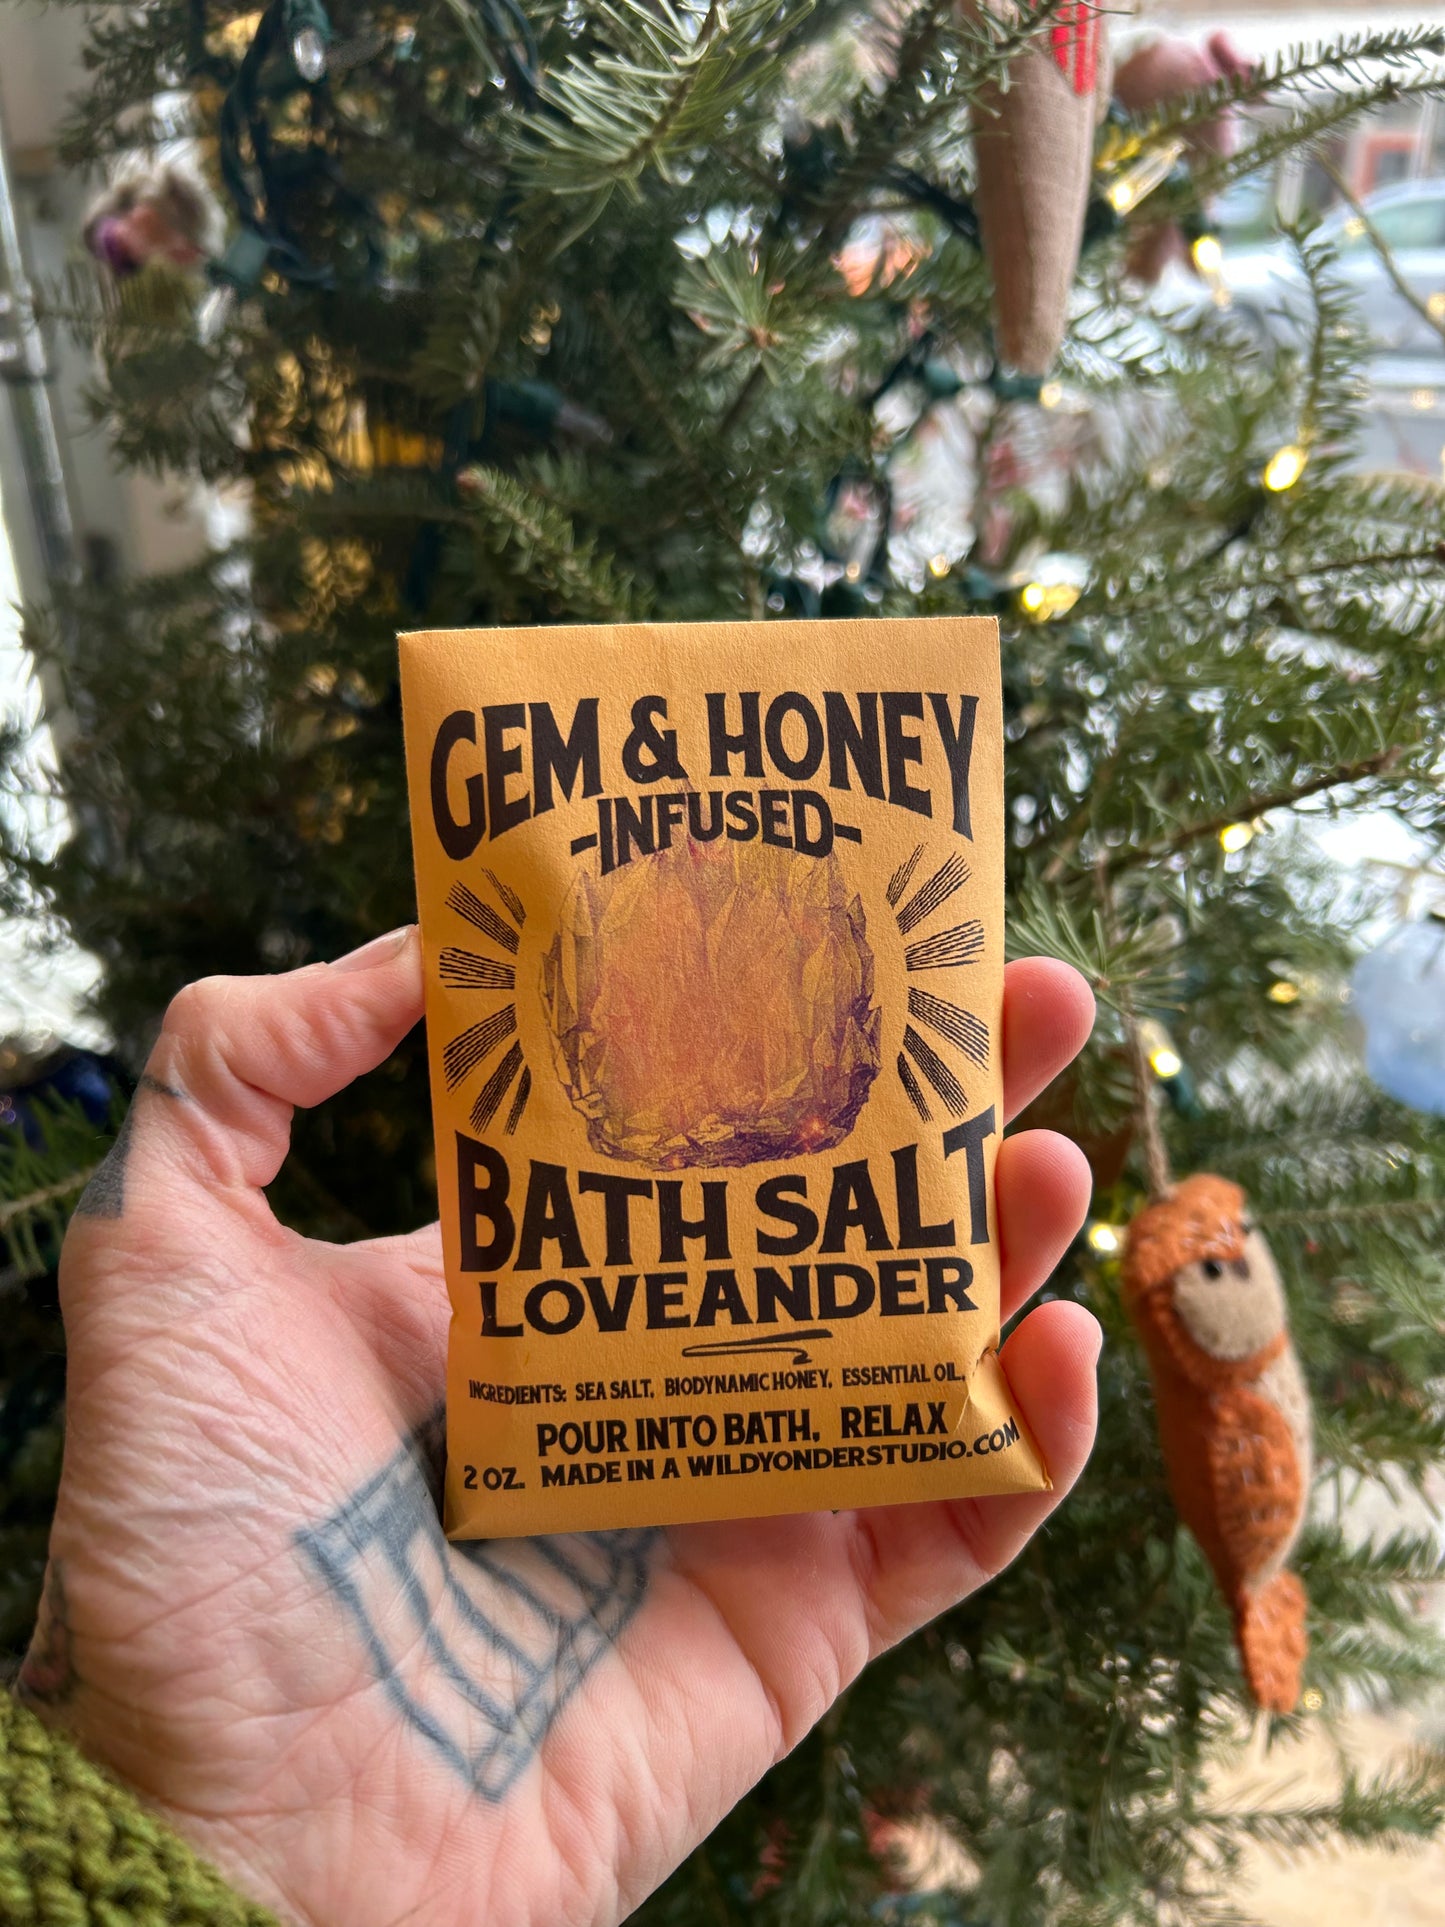 GEM & HONEY
-INFUSED-
BATH SALT
LOVEANDER
INGREDIENTS: SEA SALT, BIODYNAMIC HONEY, ESSENTIAL OIL,
POUR INTO BATH, RELAX
2 OZ. MADE IN A WILDYONDERSTUDIO.COM